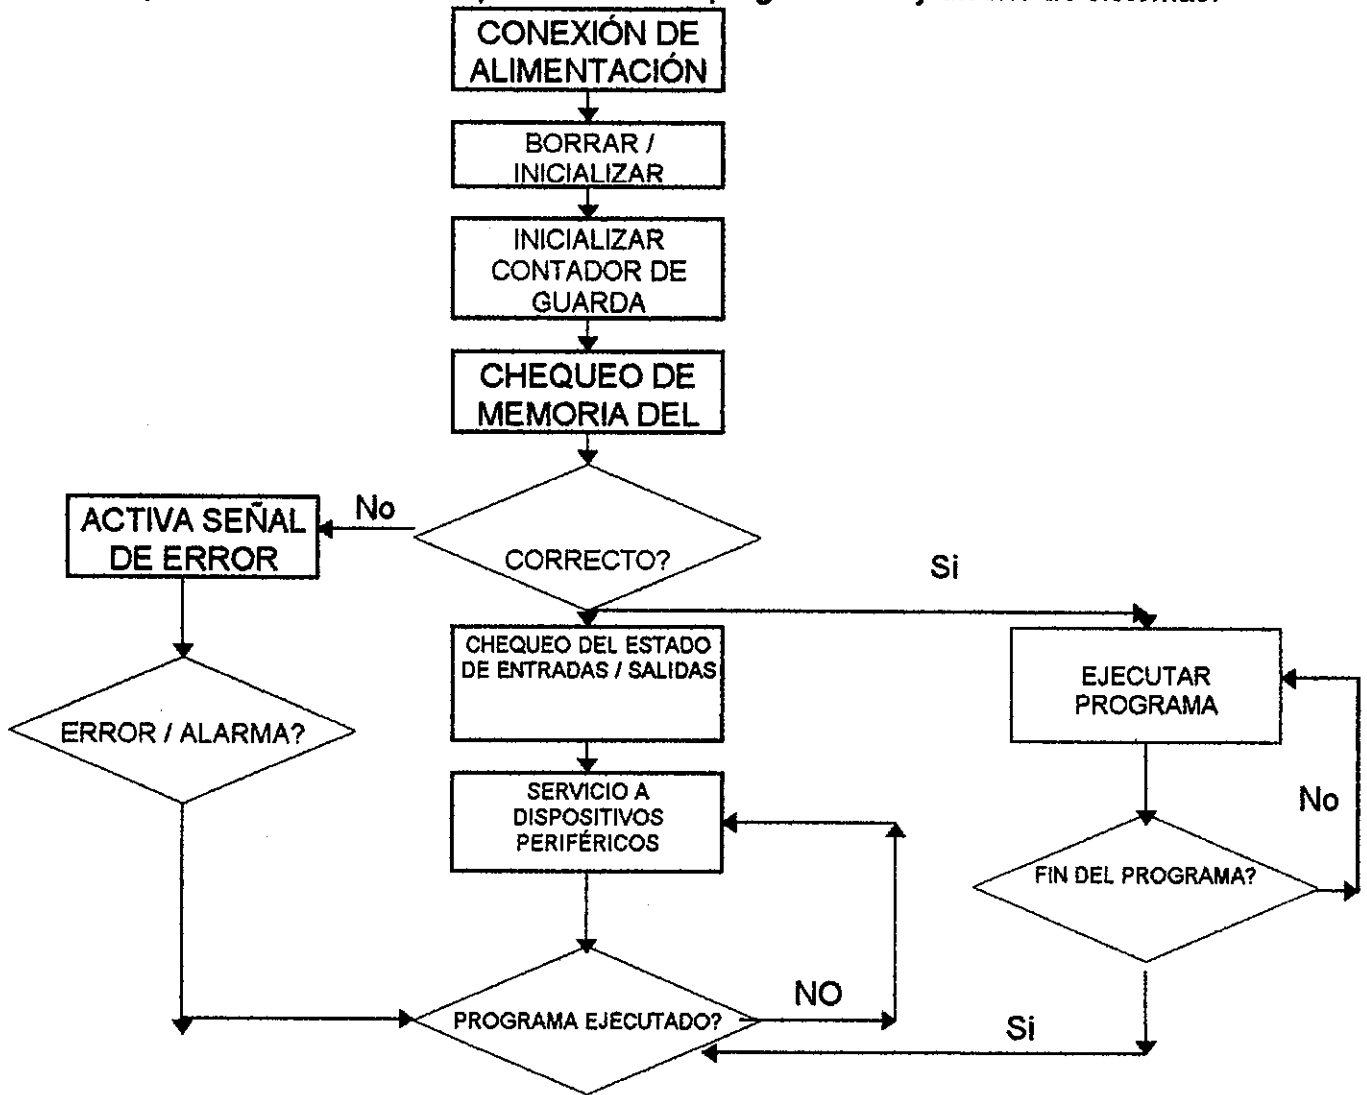 CONEXIÓN DE
ALIMENTACIÓN
BORRAR /
INICIALIZAR
INICIALIZAR
CONTADOR DE
GUARDA
CHEQUEO DE
MEMORIA DEL
No
ACTIVA SEÑAL
DE ERROR
CORRECTO?
Si
CHEQUEO DEL ESTADO
DE ENTRADAS / SALIDAS
EJECUTAR
PROGRAMA
ERROR / ALARMA?
SERVICIO A
DISPOSITIVOS
PERIFÉRICOS
No
FIN DEL PROGRAMA?
NO
PROGRAMA EJECUTADO?
Si